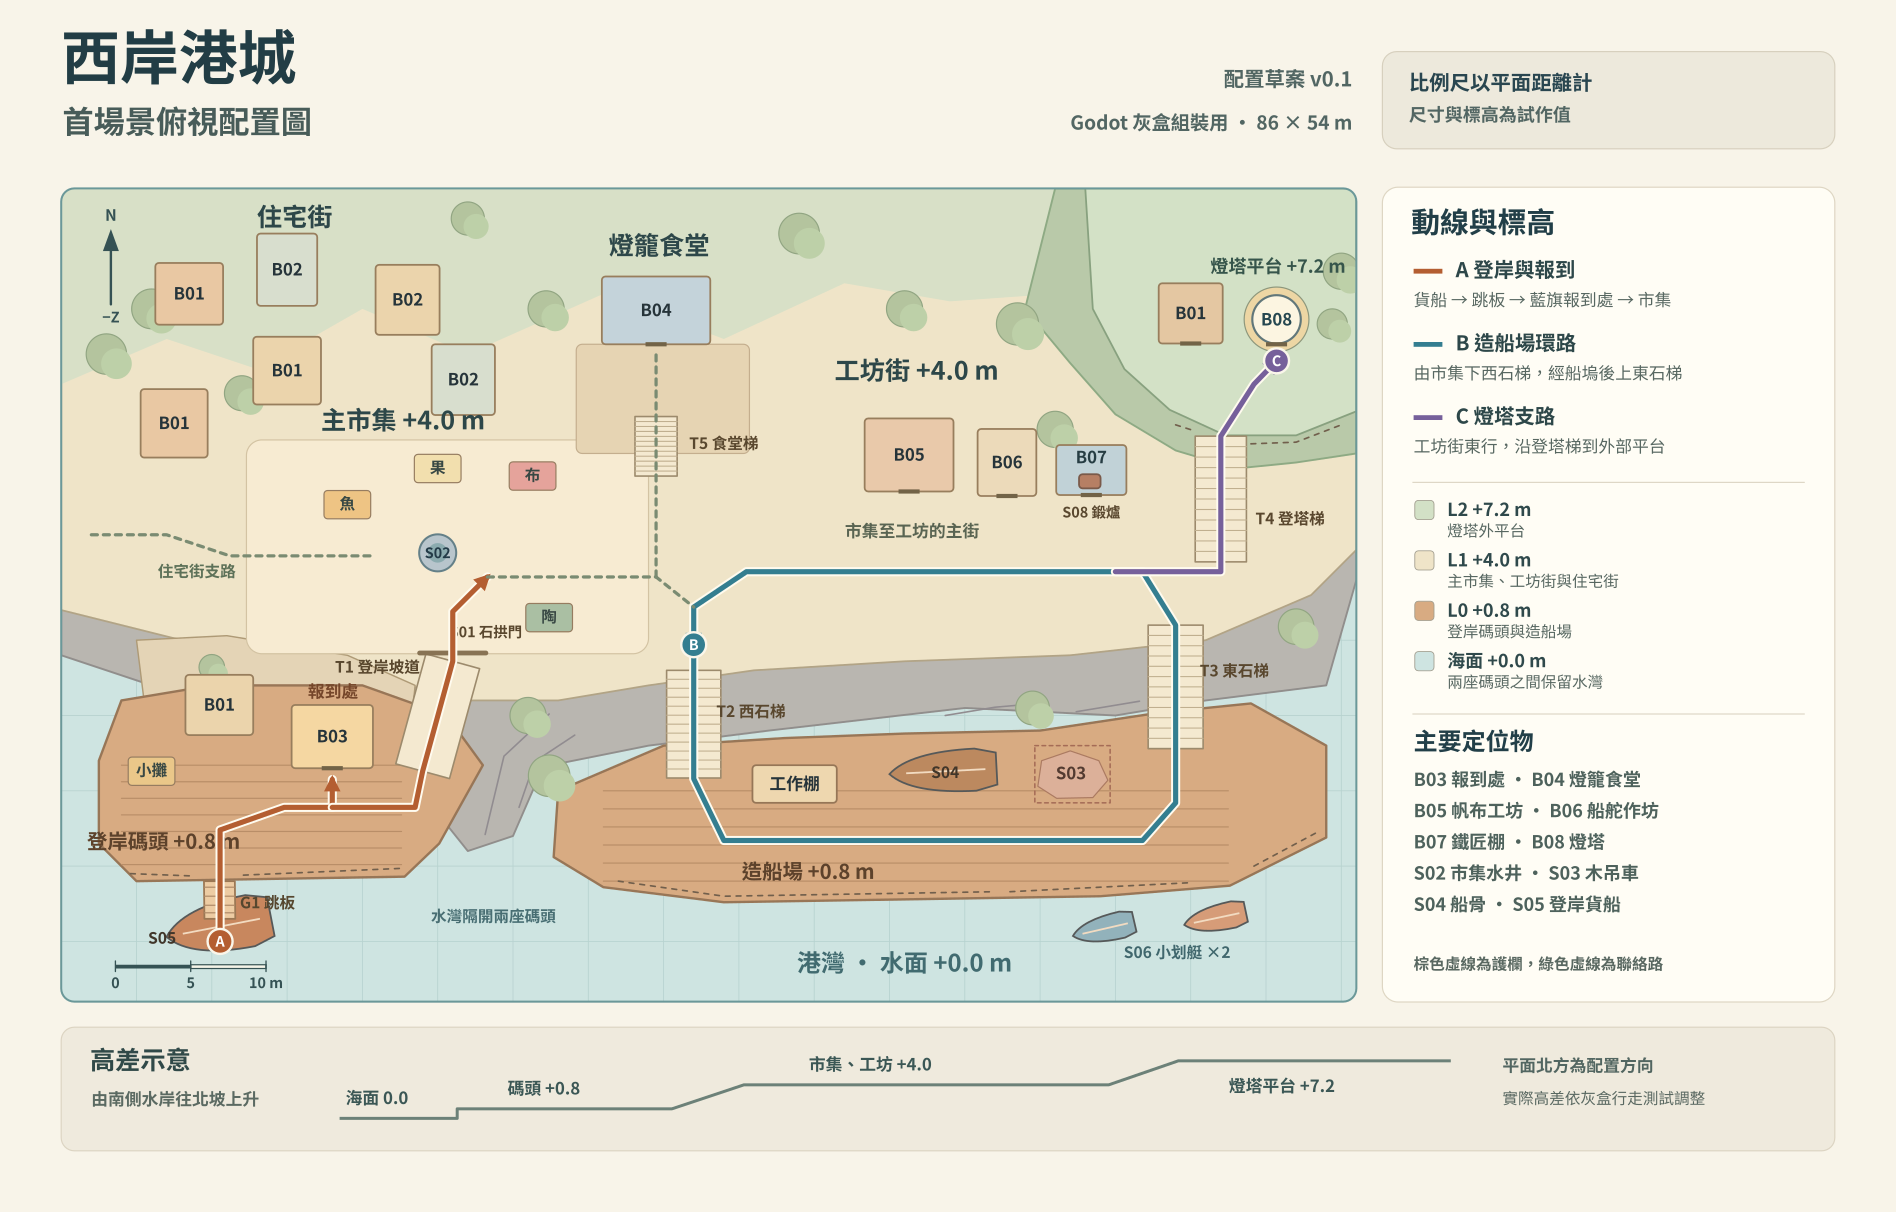 西岸港城
首場景俯視配置圖
配置草案 v0.1
Godot 灰盒組裝用 · 86 × 54 m
比例尺以平面距離計
尺寸與標高為試作值
N
−Z
住宅街
B01
B02
B02
B01
B02
B01
燈籠食堂
B04
燈塔平台 +7.2 m
B01
B08
C
工坊街 +4.0 m
主市集 +4.0 m
T5 食堂梯
果
布
魚
S02
陶
B05
B06
B07
S08 鍛爐
T4 登塔梯
市集至工坊的主街
住宅街支路
01 石拱門
T1 登岸坡道
B
T2 西石梯
T3 東石梯
報到處
B01
B03
小攤
工作棚
S04
S03
登岸碼頭 +0.8 m
造船場 +0.8 m
G1 跳板
S05
A
水灣隔開兩座碼頭
港灣 · 水面 +0.0 m
S06 小划艇 ×2
0
5
10 m
動線與標高
A 登岸與報到
貨船 → 跳板 → 藍旗報到處 → 市集
B 造船場環路
由市集下西石梯，經船塢後上東石梯
C 燈塔支路
工坊街東行，沿登塔梯到外部平台
L2 +7.2 m
燈塔外平台
L1 +4.0 m
主市集、工坊街與住宅街
L0 +0.8 m
登岸碼頭與造船場
海面 +0.0 m
兩座碼頭之間保留水灣
主要定位物
B03 報到處 · B04 燈籠食堂
B05 帆布工坊 · B06 船舵作坊
B07 鐵匠棚 · B08 燈塔
S02 市集水井 · S03 木吊車
S04 船骨 · S05 登岸貨船
棕色虛線為護欄，綠色虛線為聯絡路
高差示意
由南側水岸往北坡上升
海面 0.0
碼頭 +0.8
市集、工坊 +4.0
燈塔平台 +7.2
平面北方為配置方向
實際高差依灰盒行走測試調整